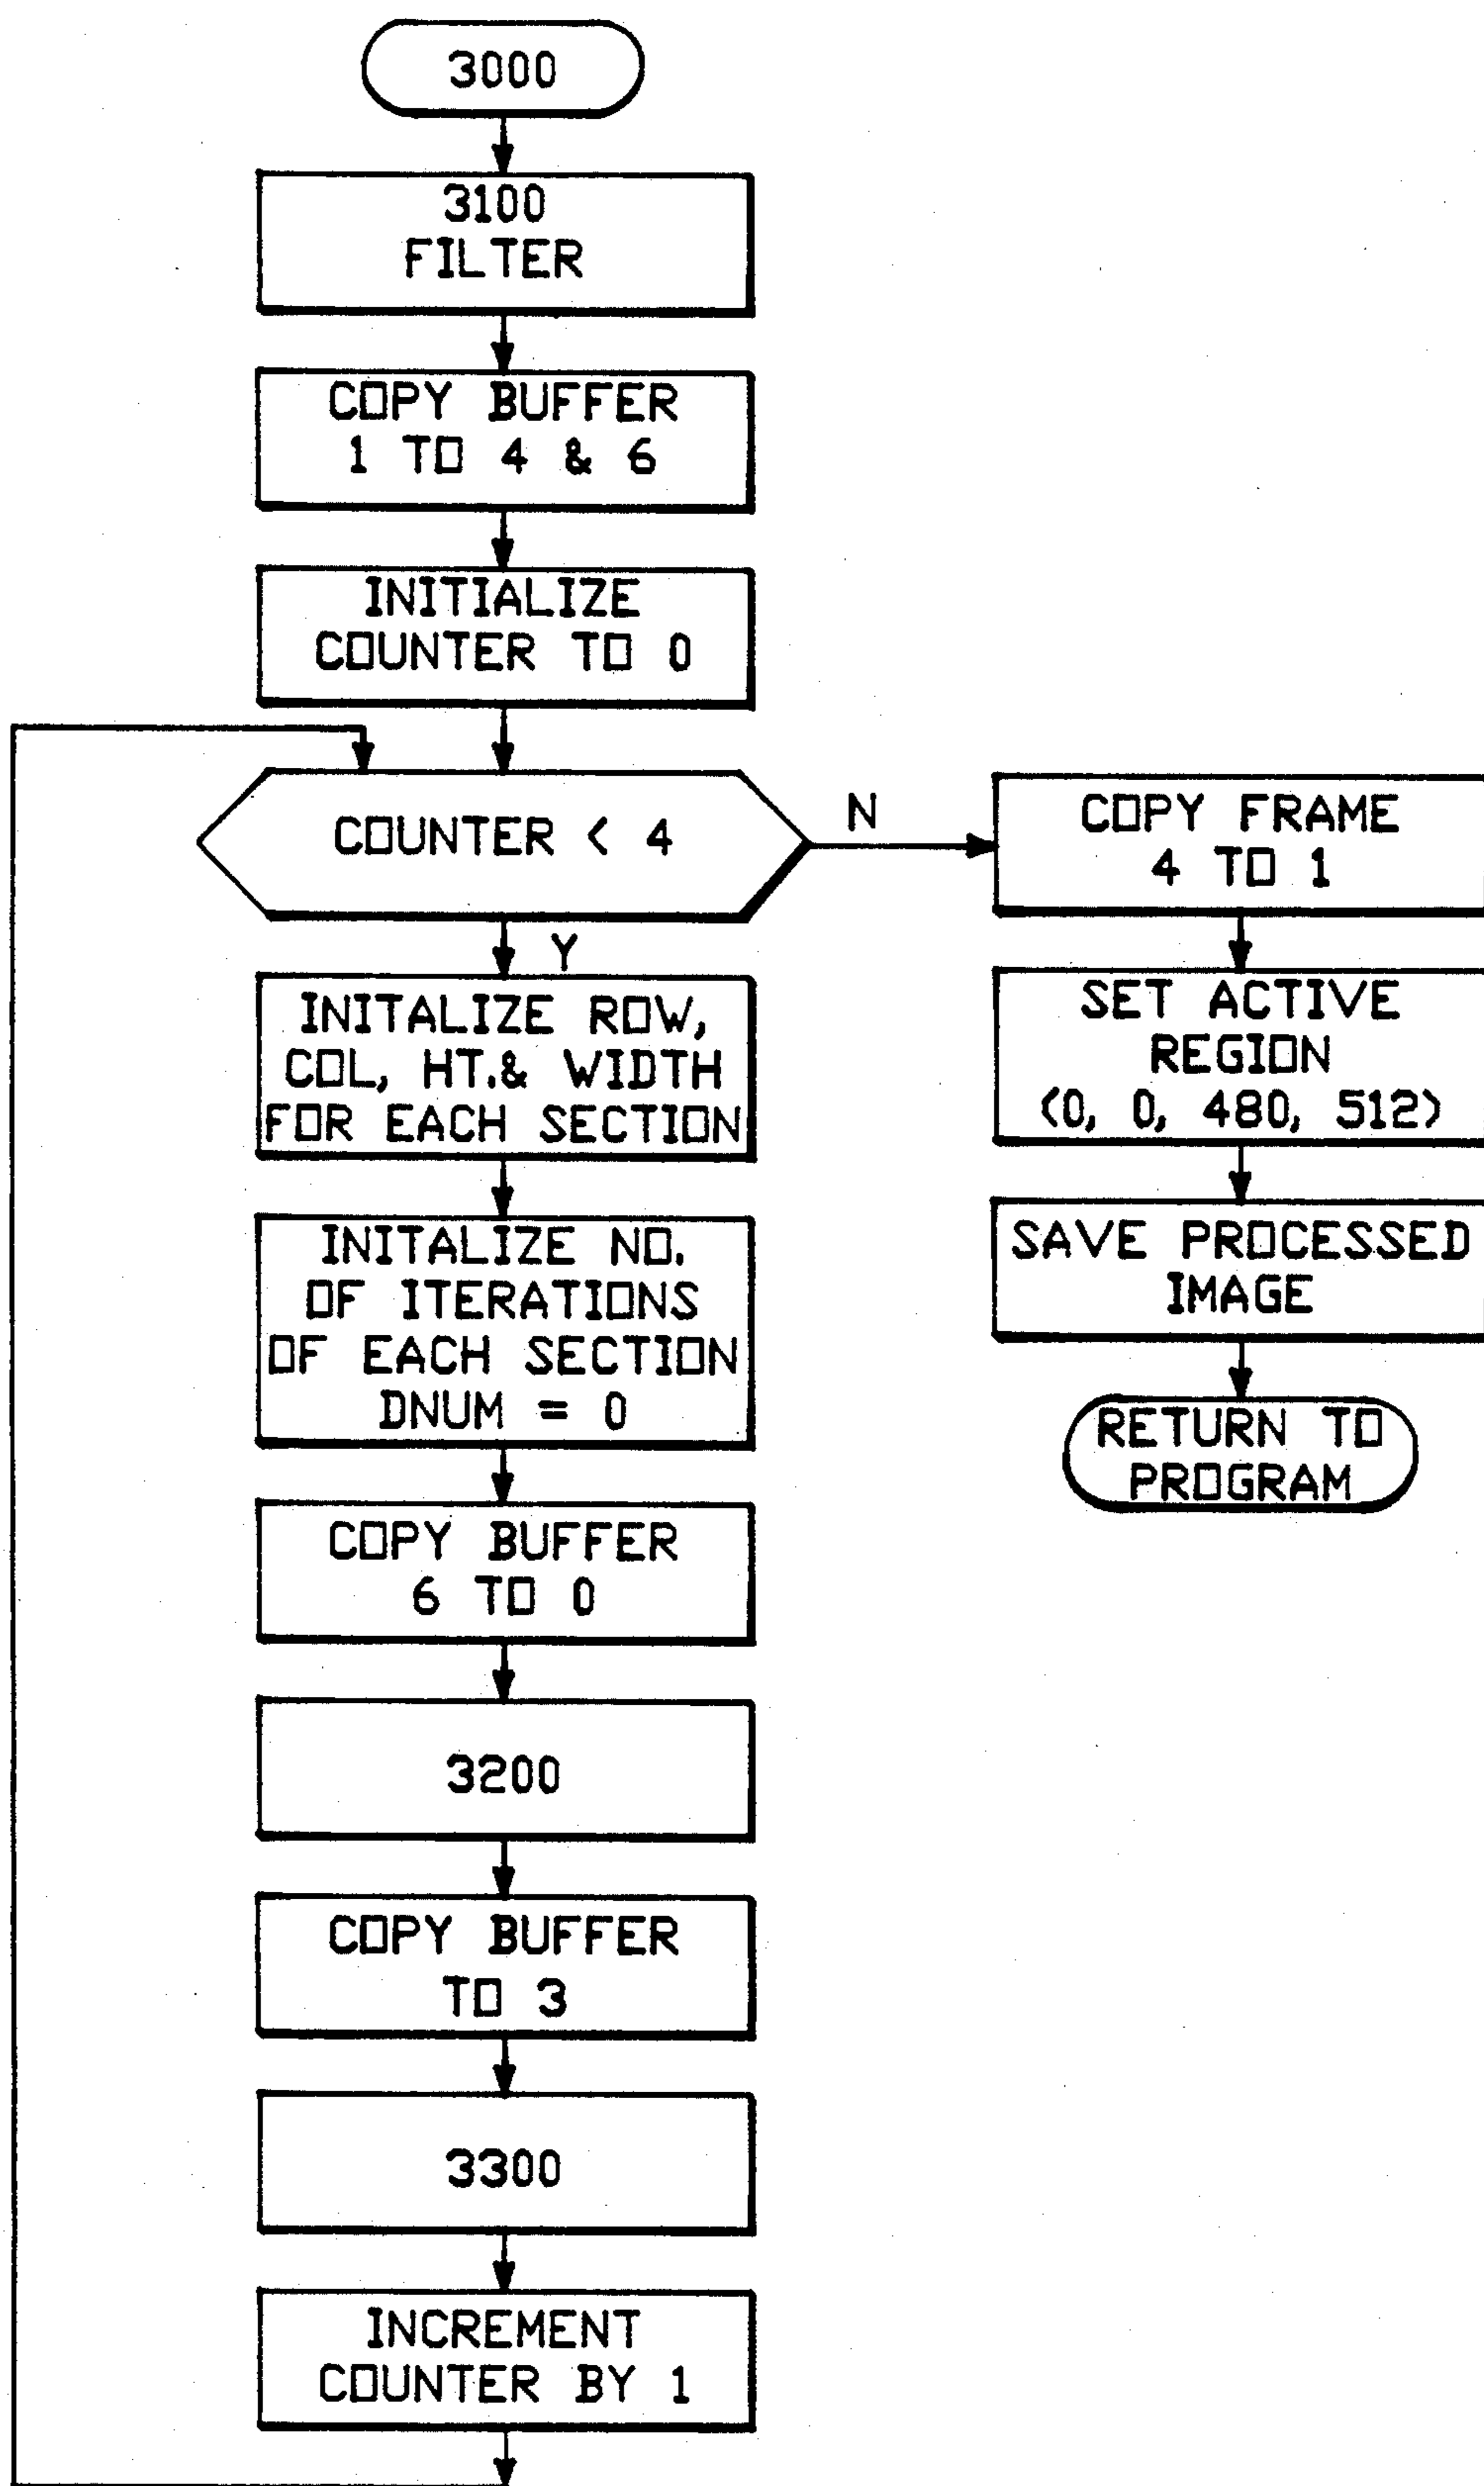 3000
3100
FILTER
COPY BUFFER
1 TO 4 & 6
INITIALIZE
COUNTER TO 0
COUNTER < 4
N
Y
INITALIZE ROW,
COL, HT.& WIDTH
FOR EACH SECTION
INITALIZE NO.
OF ITERATIONS
OF EACH SECTION
DNUM = 0
COPY BUFFER
6 TO 0
3200
COPY BUFFER
TO 3
3300
INCREMENT
COUNTER BY 1
COPY FRAME
4 TO 1
SET ACTIVE
REGION
(0, 0, 480, 512)
SAVE PROCESSED
IMAGE
RETURN TO
PROGRAM